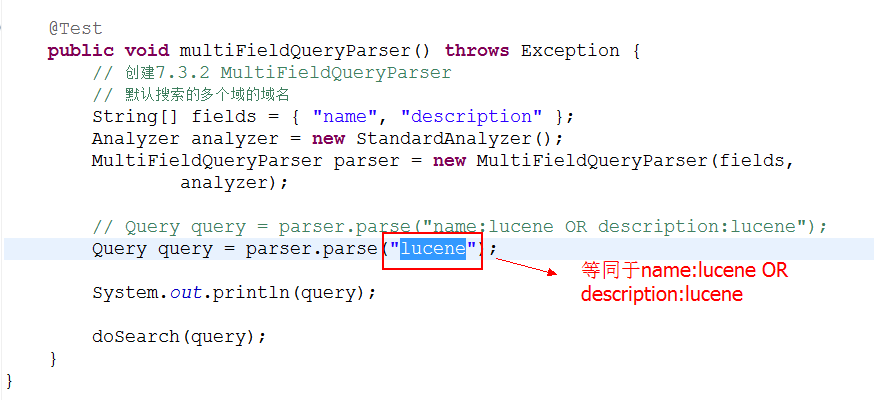 @Test
public void multiFieldQueryParser() throws Exception {
// 创建7.3.2 MultiFieldQueryParser
// 默认搜索的多个域的域名
String[] fields = { "name", "description" };
Analyzer analyzer = new StandardAnalyzer();
MultiFieldQueryParser parser = new MultiFieldQueryParser(fields,
analyzer);
// Query query = parser.parse("name:lucene OR description:lucene");
Query query = parser.parse("lucene");
等同于name:lucene OR
description:lucene
System.out.println(query);
doSearch(query);
}
}